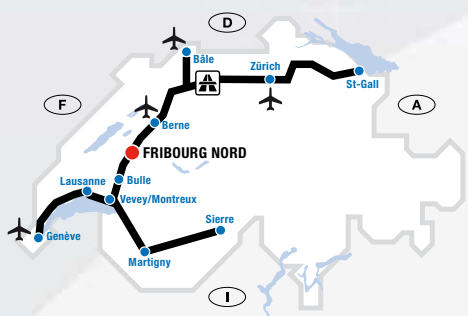 D
Bâle
Zürich
St-Gall
F
A
Berne
FRIBOURG NORD
Lausanne
Bulle
Vevey/Montreux
Sierre
Genève
Martigny
I